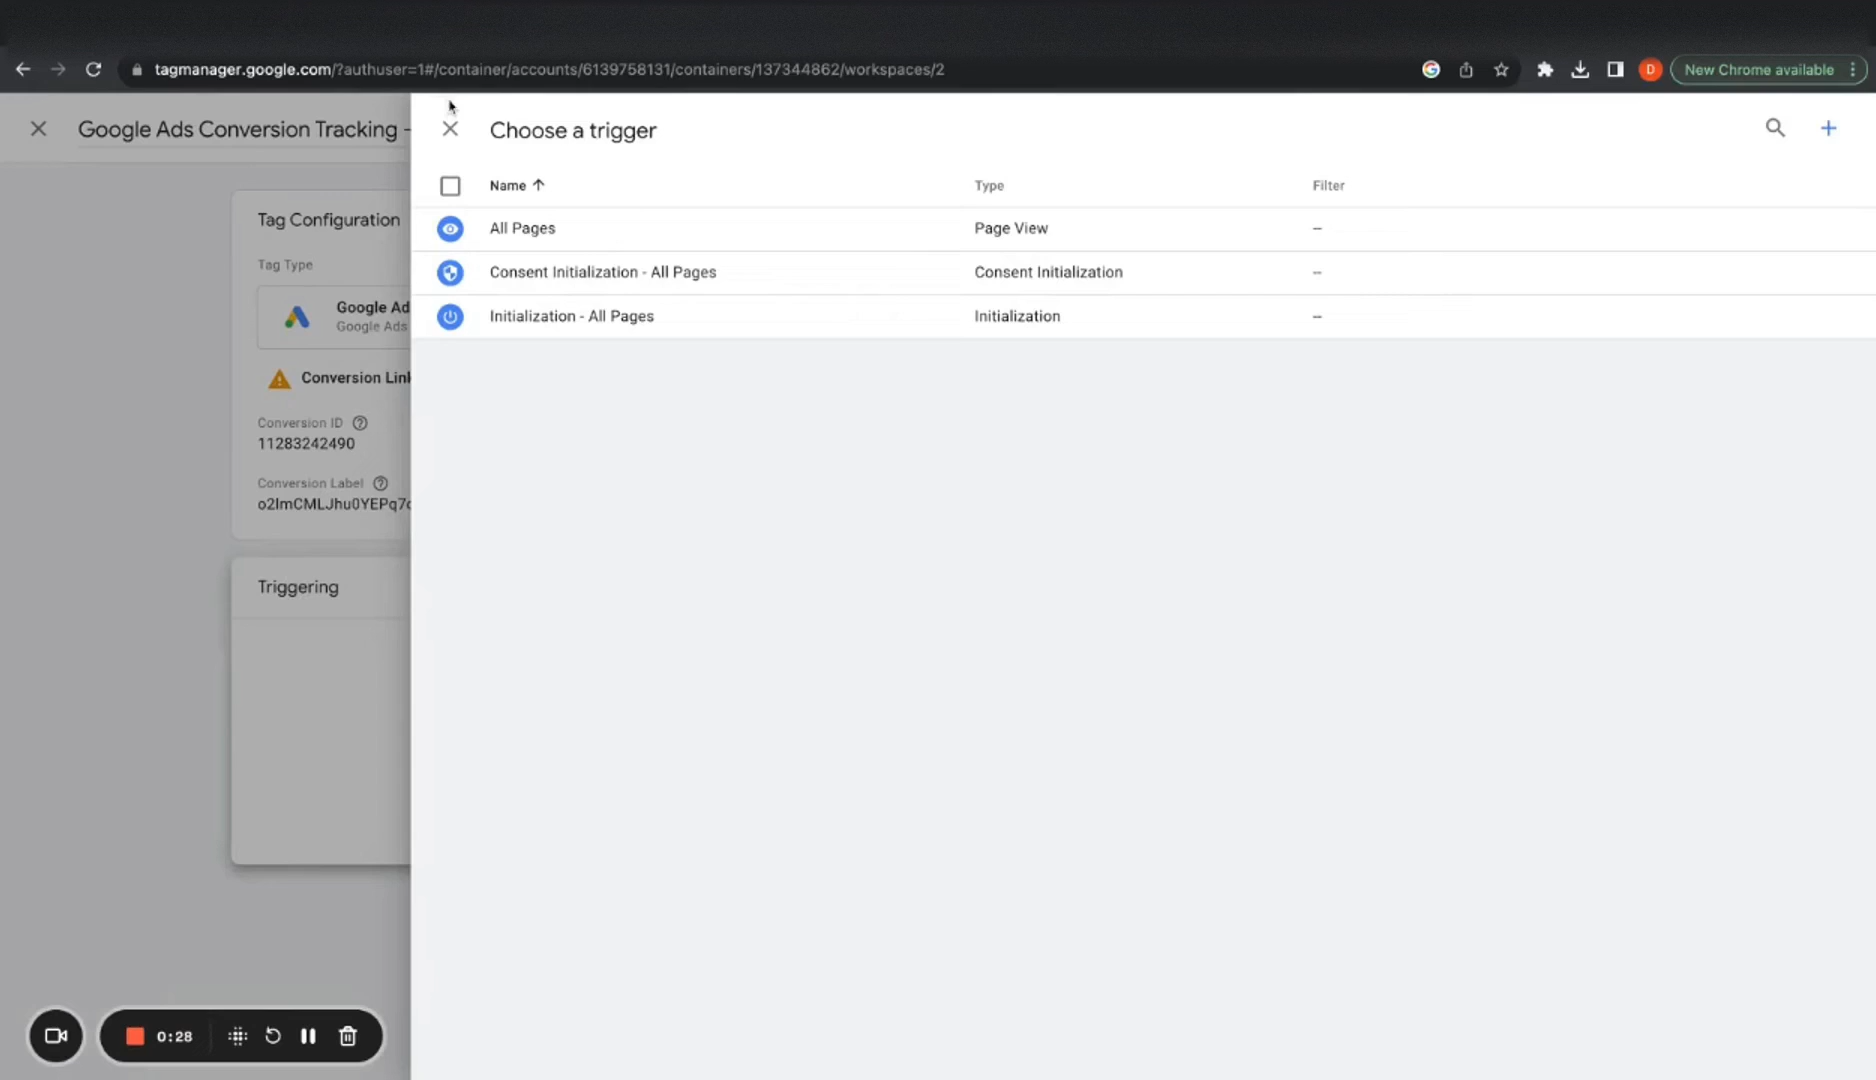 tagmanager.google.com/?authuser=1#/container/accounts/6139758131/containers/137344862/workspaces/2
D
New Chrome available
Google Ads Conversion Tracking -
Choose a trigger
Name
Type
Filter
All Pages
Page View
--
Consent Initialization - All Pages
Consent Initialization
--
Initialization - All Pages
Initialization
--
Tag Configuration
Tag Type
Google Ad
Google Ads
Conversion Link
Conversion ID
11283242490
Conversion Label
Triggering
0:28